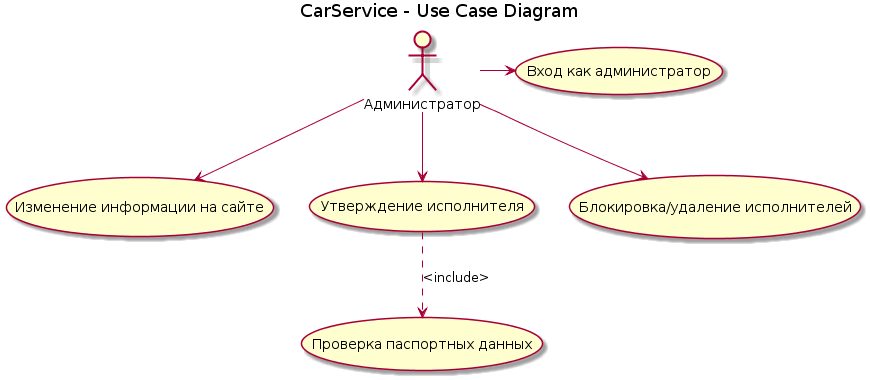 CarService - Use Case Diagram
Вход как администратор
Администратор
Изменение информации на сайте
Утверждение исполнителя
Блокировка/удаление исполнителей
<include>
Проверка паспортных данных